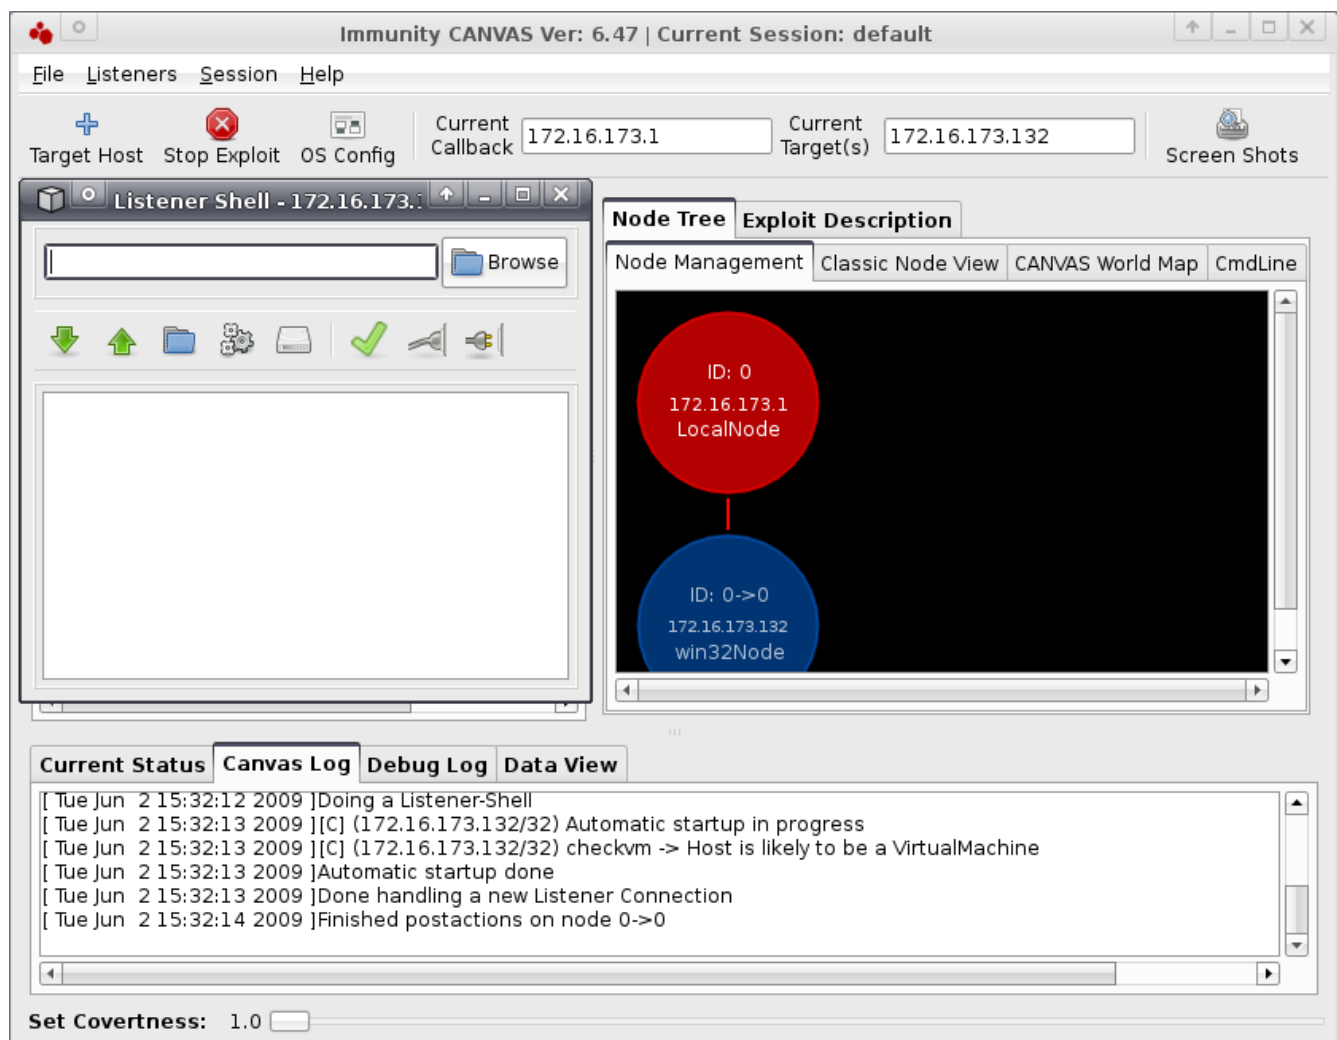 Immunity CANVAS Ver: 6.47 | Current Session: default
File Listeners Session Help
Target Host
Stop Exploit
OS Config
Current Callback
172.16.173.1
Current Target(s)
172.16.173.132
Screen Shots
Listener Shell - 172.16.173.
Browse
Node Tree Exploit Description
Node Management Classic Node View CANVAS World Map CmdLine
ID: 0
172.16.173.1
LocalNode
ID: 0->0
172.16.173.132
win32Node
Current Status Canvas Log Debug Log Data View
[ Tue Jun 2 15:32:12 2009 ]Doing a Listener-Shell
[ Tue Jun 2 15:32:13 2009 ][C] (172.16.173.132/32) Automatic startup in progress
[ Tue Jun 2 15:32:13 2009 ][C] (172.16.173.132/32) checkvm -> Host is likely to be a VirtualMachine
[ Tue Jun 2 15:32:13 2009 ]Automatic startup done
[ Tue Jun 2 15:32:13 2009 ]Done handling a new Listener Connection
[ Tue Jun 2 15:32:14 2009 ]Finished postactions on node 0->0
Set Covertness: 1.0